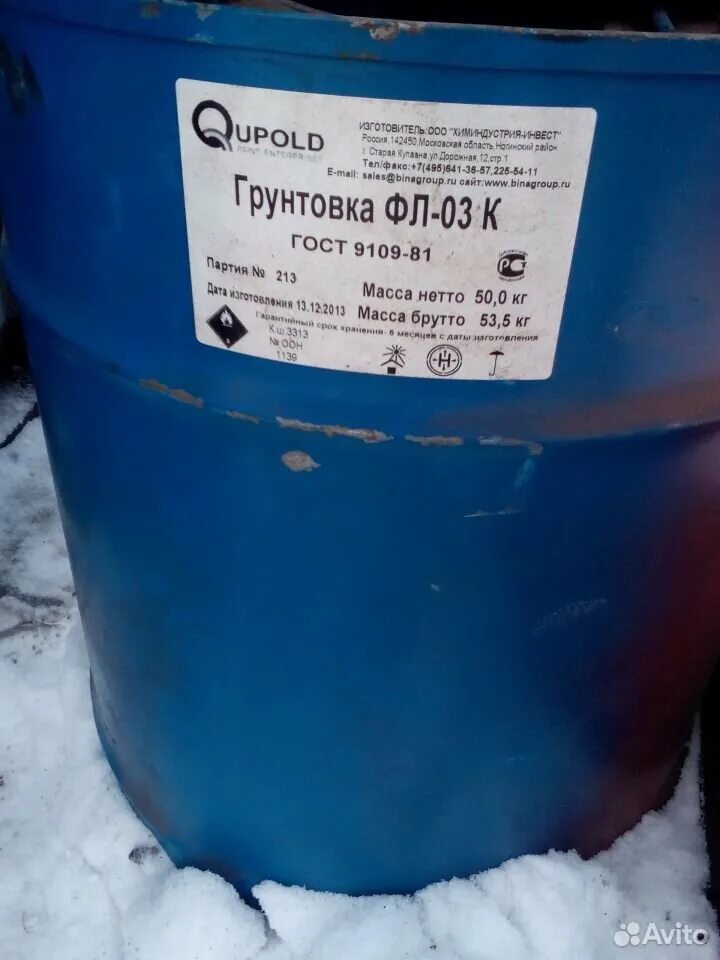 QUPOLD
PAINT ENTERPRISES
ИЗГОТОВИТЕЛЬ: ООО "ХИМИНДУСТРИЯ-ИНВЕСТ"
Россия, 142450, Московская область, Ногинский район
г. Старая Купавна, ул. Дорожная, 12, стр. 1
Тел/факс:+7(495)641-36-57,225-54-11
E-mail: sales@binagroup.ru сайт:www.binagroup.ru
Грунтовка ФЛ-03 К
ГОСТ 9109-81
Партия № 213
Дата изготовления 13.12.2013
Масса нетто 50,0 кг
Масса брутто 53,5 кг
Гарантийный срок хранения- 6 месяцев с даты изготовления
К.ш 3313
№ ООН
1139
Avito